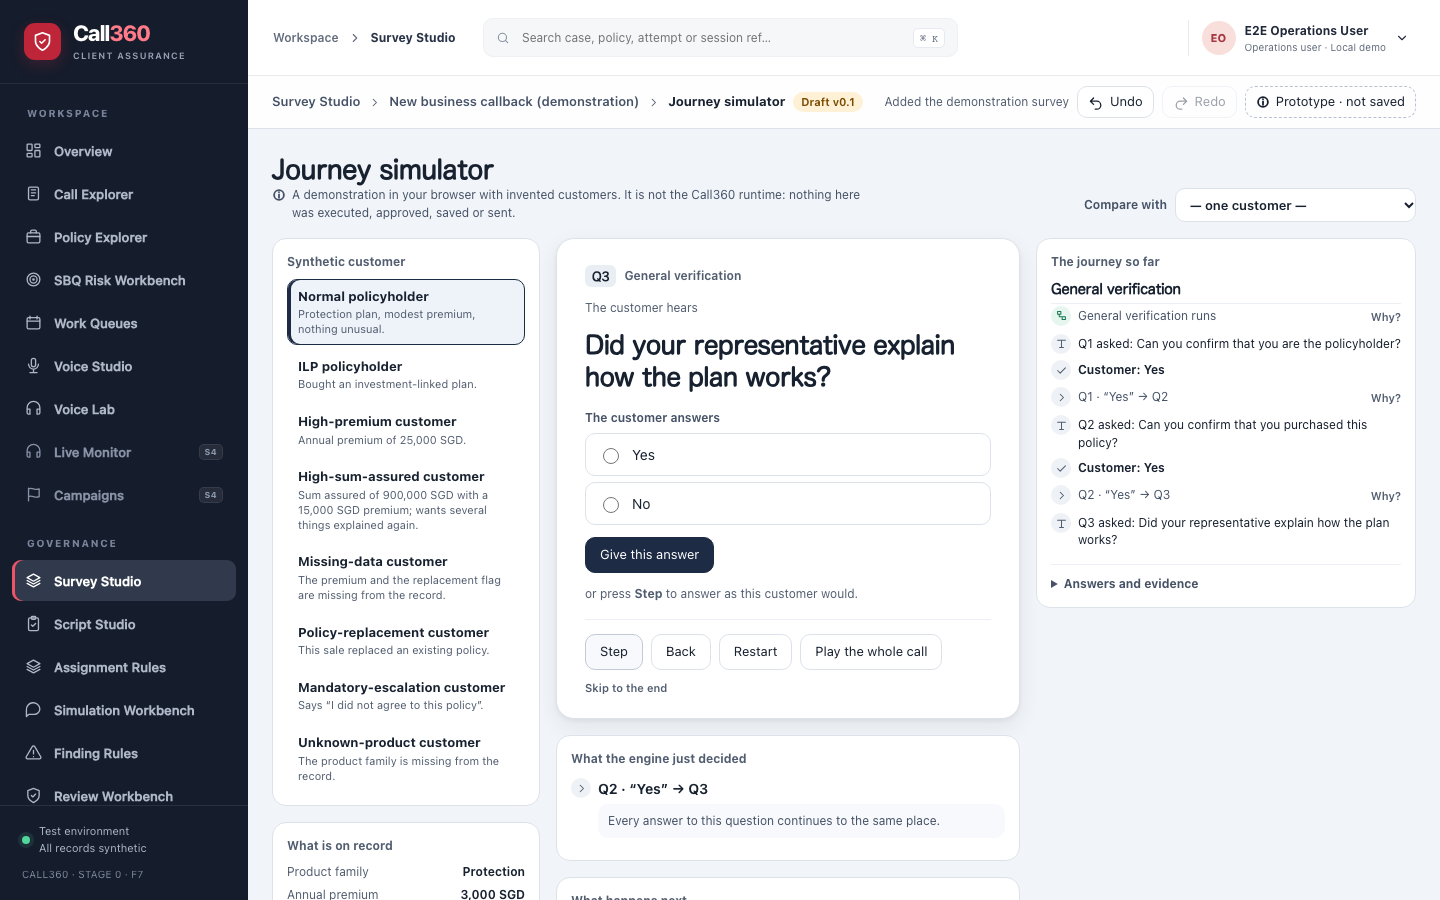 Call360
CLIENT ASSURANCE
WORKSPACE
Overview
Call Explorer
Policy Explorer
SBQ Risk Workbench
Work Queues
Voice Studio
Voice Lab
Live Monitor S4
Campaigns S4
GOVERNANCE
Survey Studio
Script Studio
Assignment Rules
Simulation Workbench
Finding Rules
Review Workbench
Test environment
All records synthetic
CALL360 · STAGE 0 · F7
Workspace > Survey Studio
Search case, policy, attempt or session ref...
⌘ K
EO
E2E Operations User
Operations user · Local demo
Survey Studio > New business callback (demonstration) > Journey simulator
Draft v0.1
Added the demonstration survey
Undo
Redo
Prototype · not saved
Journey simulator
A demonstration in your browser with invented customers. It is not the Call360 runtime: nothing here
was executed, approved, saved or sent.
Compare with
— one customer —
Synthetic customer
Normal policyholder
Protection plan, modest premium,
nothing unusual.
ILP policyholder
Bought an investment-linked plan.
High-premium customer
Annual premium of 25,000 SGD.
High-sum-assured customer
Sum assured of 900,000 SGD with a
15,000 SGD premium; wants several
things explained again.
Missing-data customer
The premium and the replacement flag
are missing from the record.
Policy-replacement customer
This sale replaced an existing policy.
Mandatory-escalation customer
Says “I did not agree to this policy”.
Unknown-product customer
The product family is missing from the
record.
What is on record
Product family Protection
Annual premium 3,000 SGD
Q3 General verification
The customer hears
Did your representative explain
how the plan works?
The customer answers
Yes
No
Give this answer
or press Step to answer as this customer would.
Step
Back
Restart
Play the whole call
Skip to the end
What the engine just decided
Q2 · “Yes” → Q3
Every answer to this question continues to the same place.
What happens next
The journey so far
General verification
General verification runs Why?
Q1 asked: Can you confirm that you are the policyholder?
Customer: Yes
Q1 · “Yes” → Q2 Why?
Q2 asked: Can you confirm that you purchased this
policy?
Customer: Yes
Q2 · “Yes” → Q3 Why?
Q3 asked: Did your representative explain how the plan
works?
Answers and evidence